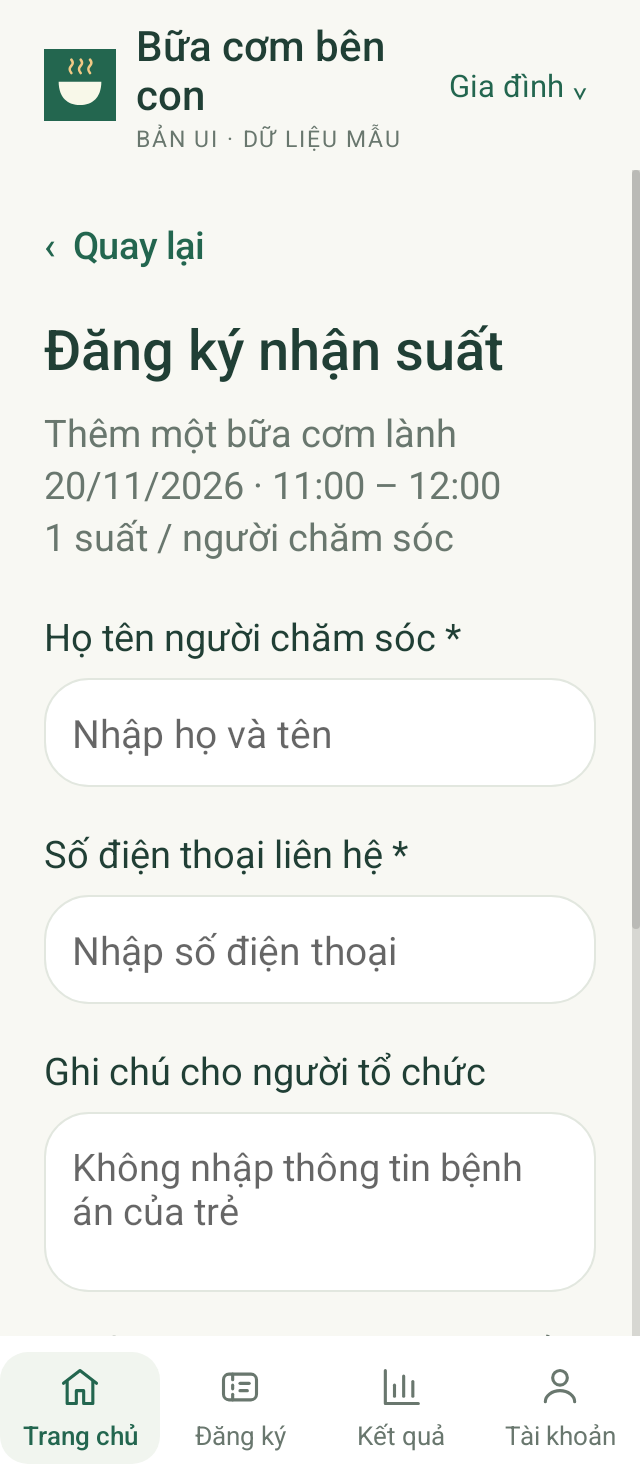 Bữa cơm bên
con
BẢN UI · DỮ LIỆU MẪU
Gia đình
‹ Quay lại
Đăng ký nhận suất
Thêm một bữa cơm lành
20/11/2026 · 11:00 – 12:00
1 suất / người chăm sóc
Họ tên người chăm sóc *
Nhập họ và tên
Số điện thoại liên hệ *
Nhập số điện thoại
Ghi chú cho người tổ chức
Không nhập thông tin bệnh
án của trẻ
Trang chủ
Đăng ký
Kết quả
Tài khoản